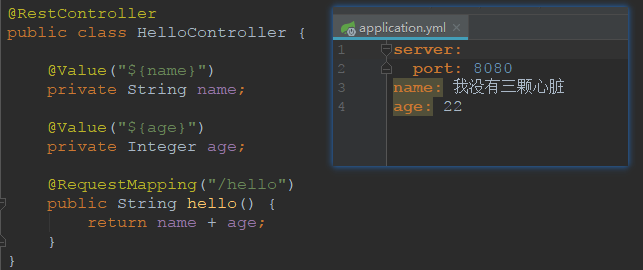 @RestController
public class HelloController {
@Value("${name}")
private String name;
@Value("${age}")
private Integer age;
@RequestMapping("/hello")
public String hello() {
return name + age;
}
}
application.yml ×
1 server:
2 port: 8080
3 name: 我没有三颗心脏
4 age: 22